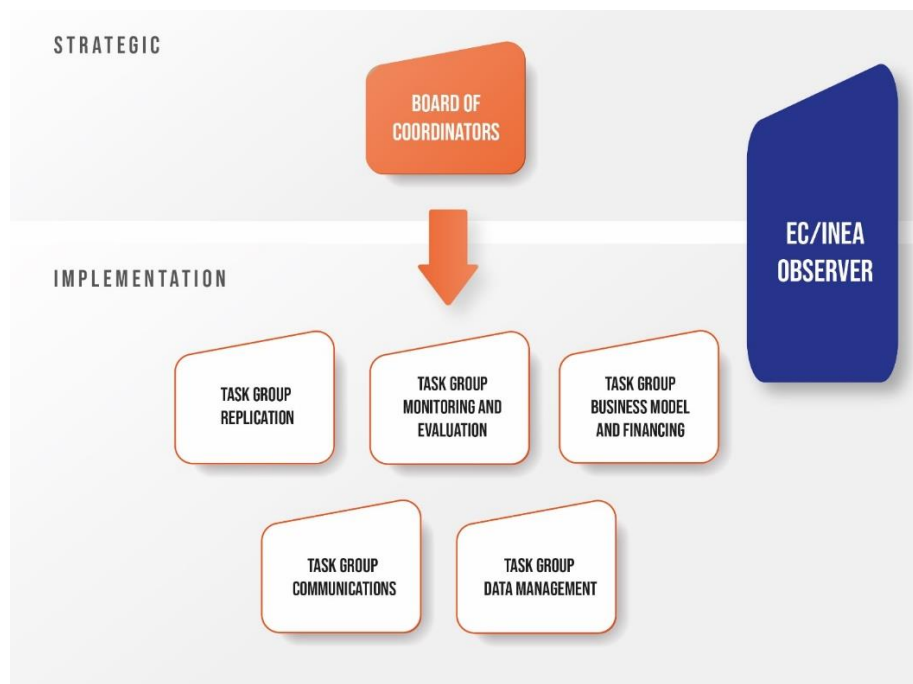 STRATEGIC
BOARD OF
COORDINATORS
EC/INEA
OBSERVER
IMPLEMENTATION
TASK GROUP
REPLICATION
TASK GROUP
MONITORING AND
EVALUATION
TASK GROUP
BUSINESS MODEL
AND FINANCING
TASK GROUP
COMMUNICATIONS
TASK GROUP
DATA MANAGEMENT